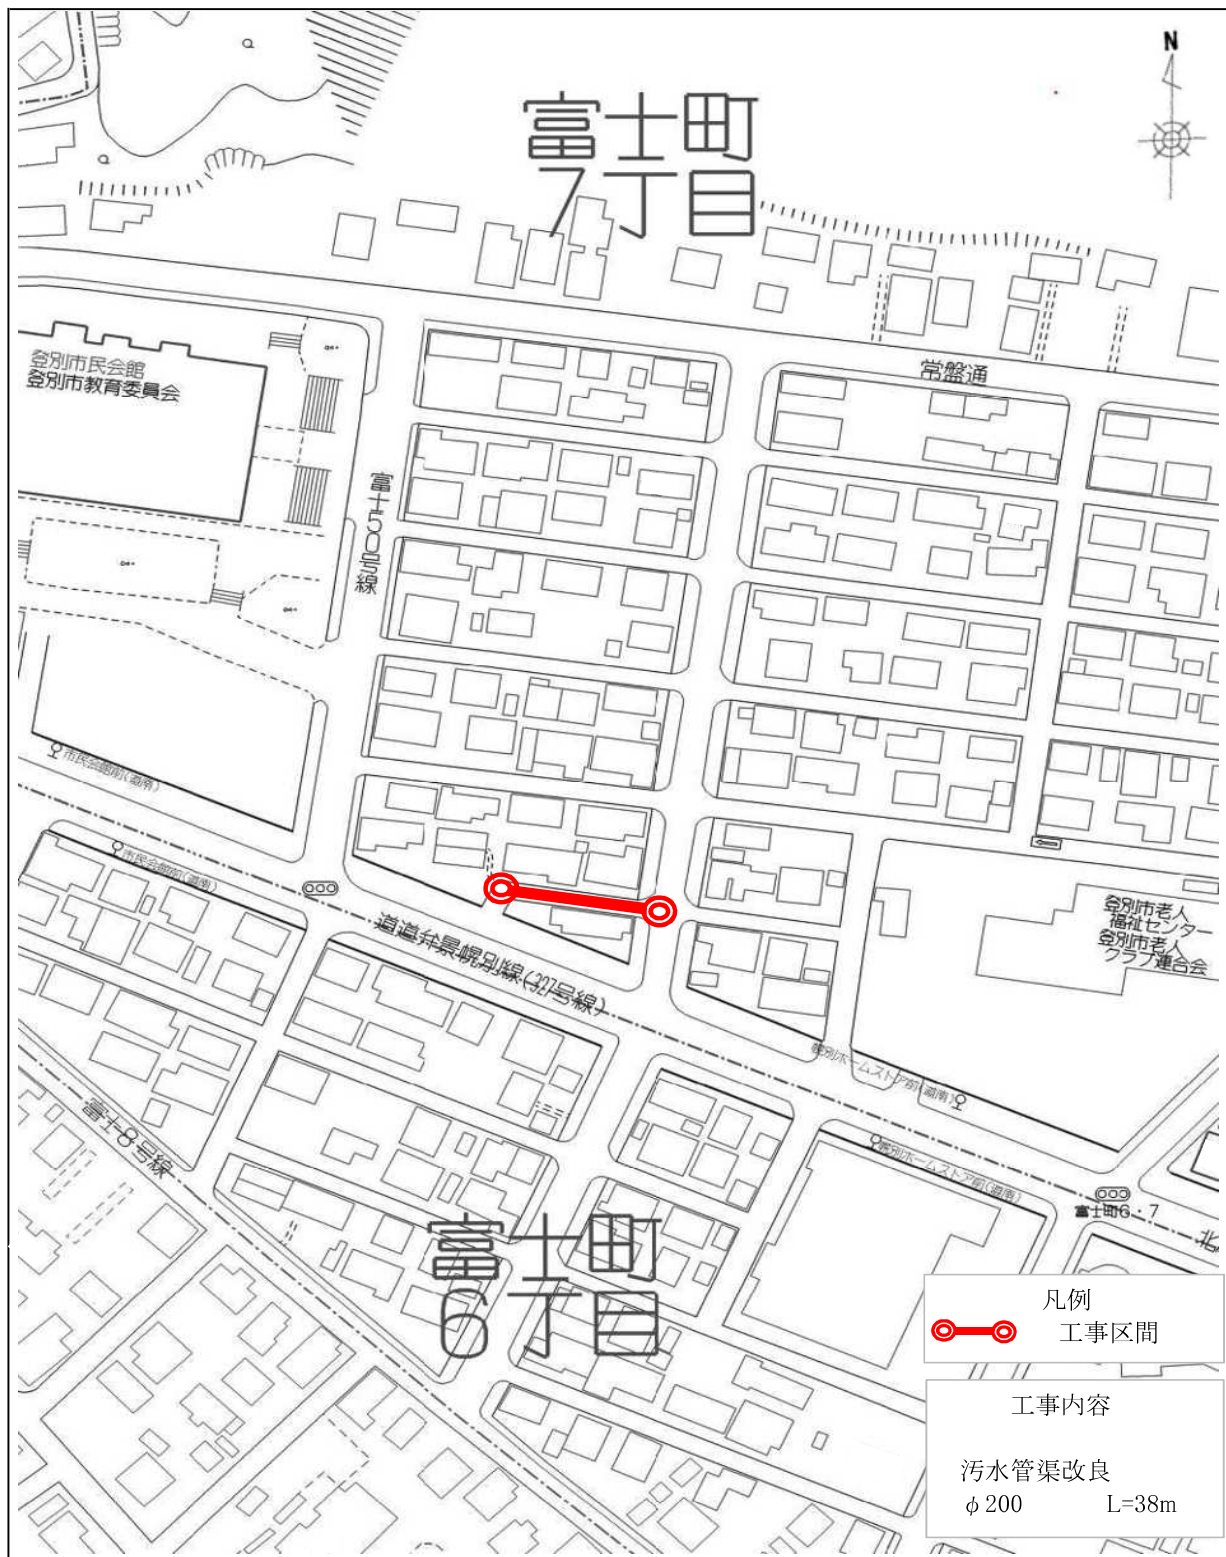 N
富士町
7丁目
常盤通
登別市民会館
登別市教育委員会
富士50号線
市民会館前(道南)
市民会館前(道南)
道道弁景幌別線(327号線)
登別市老人
福祉センター
登別市老人
クラブ連合会
幌別ホームストア前(道南)
幌別ホームストア前(道南)
富士8号線
富士町6・7
北
富士町
6丁目
凡例
工事区間
工事内容
汚水管渠改良
φ200 L=38m